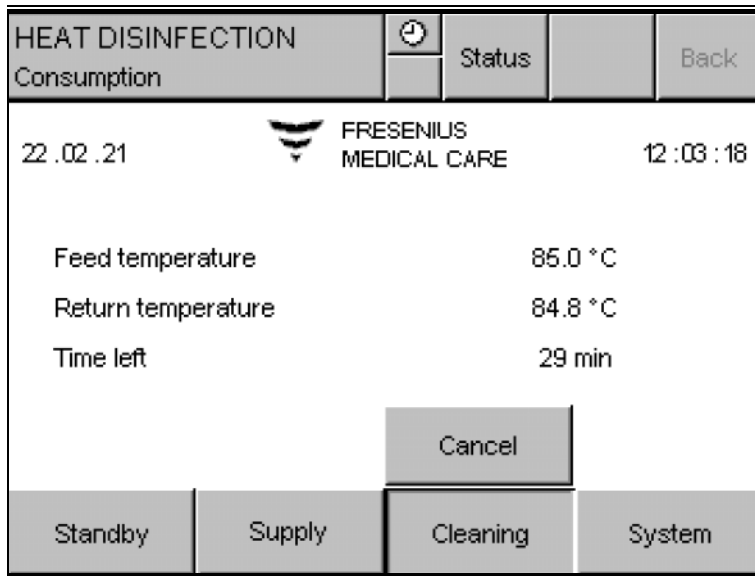 HEAT DISINFECTION
Consumption
Status
Back
22.02.21
FRESENIUS
MEDICAL CARE
12:03:18
Feed temperature 85.0 °C
Return temperature 84.8 °C
Time left 29 min
Cancel
Standby Supply Cleaning System